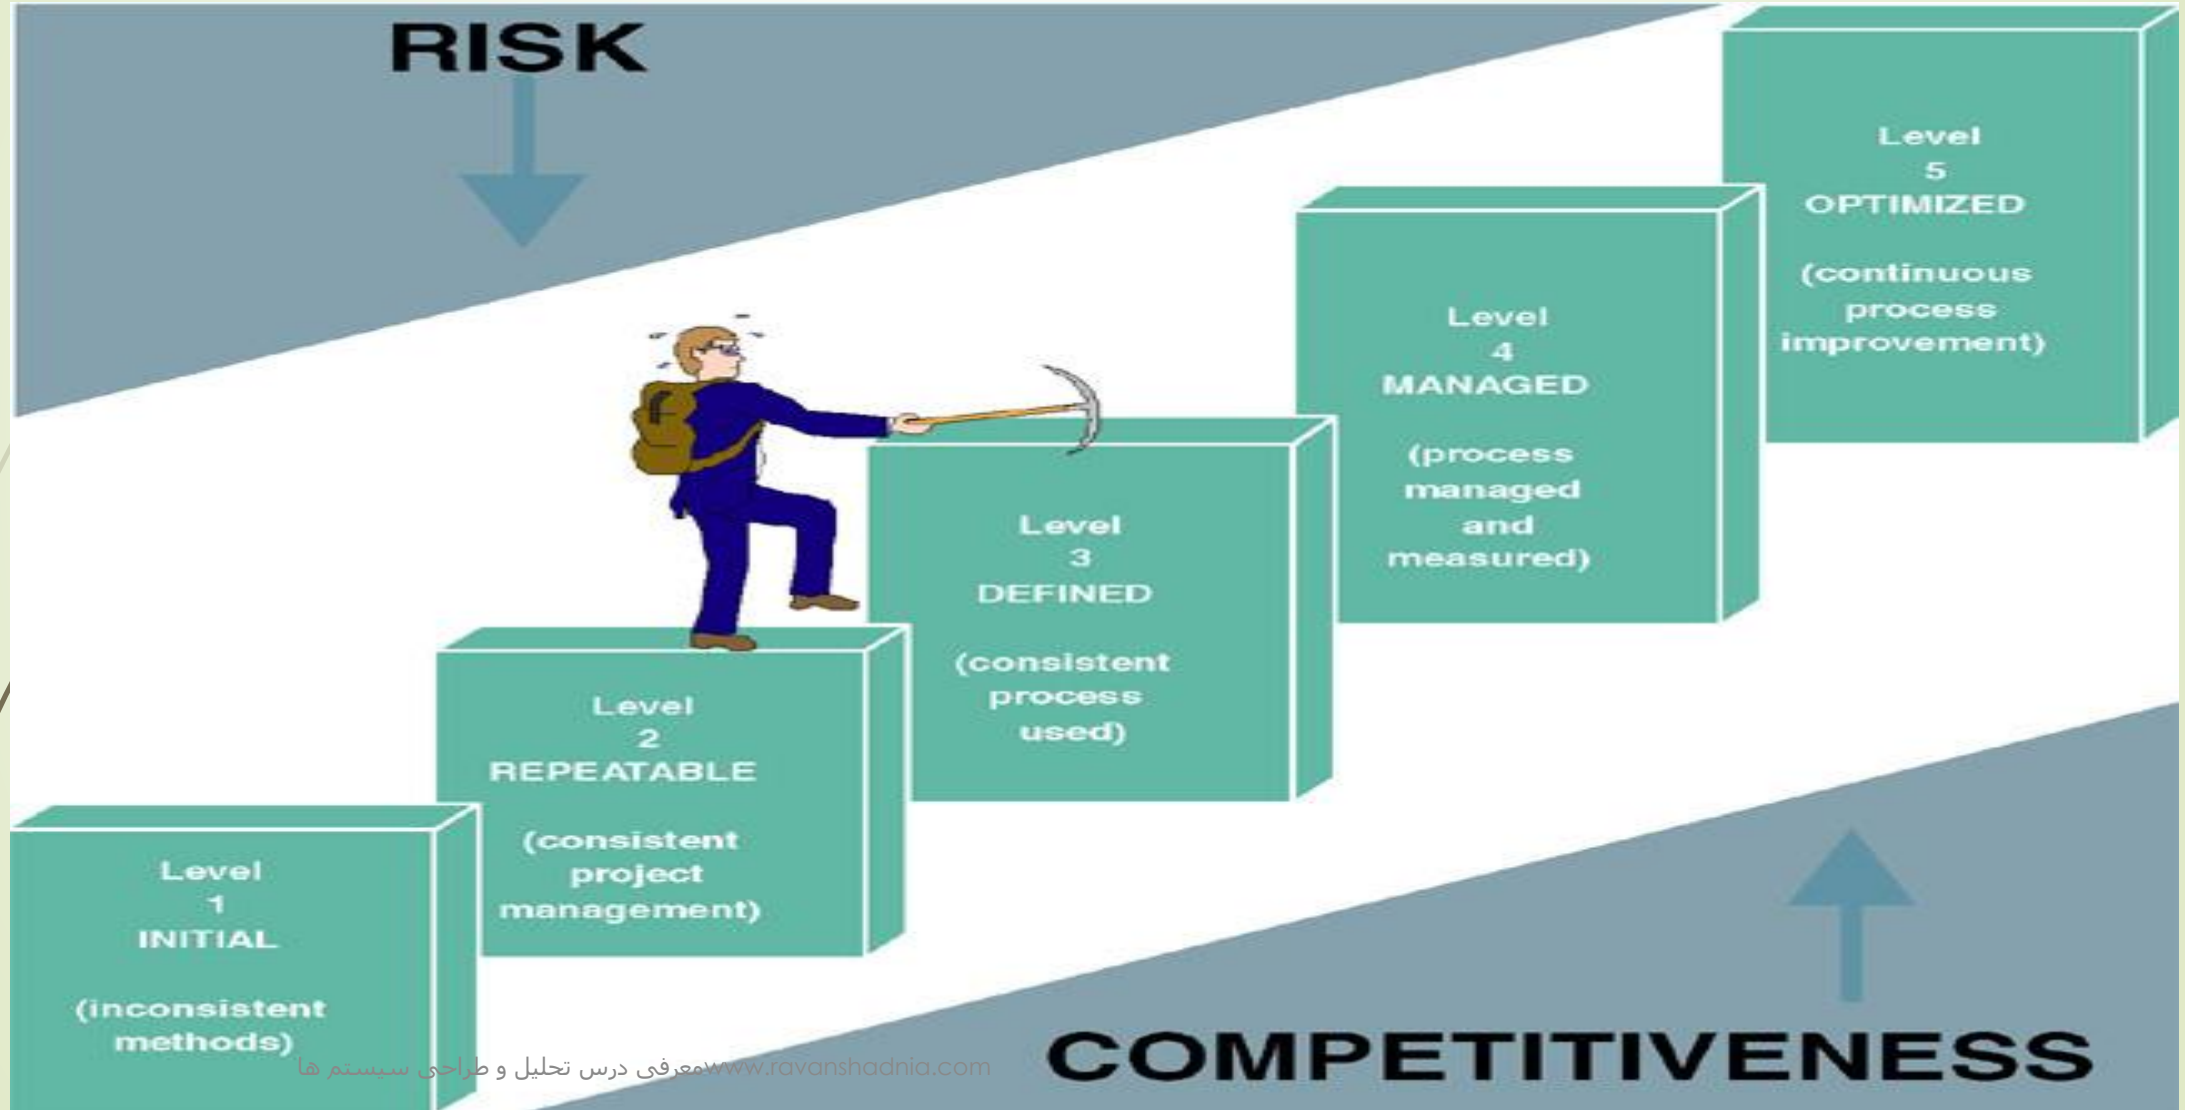 RISK
Level
1
INITIAL
(inconsistent
methods)
Level
2
REPEATABLE
(consistent
project
management)
Level
3
DEFINED
(consistent
process
used)
Level
4
MANAGED
(process
managed
and
measured)
Level
5
OPTIMIZED
(continuous
process
improvement)
COMPETITIVENESS
معرفی درس تحلیل و طراحی سیستم ها www.ravanshadnia.com